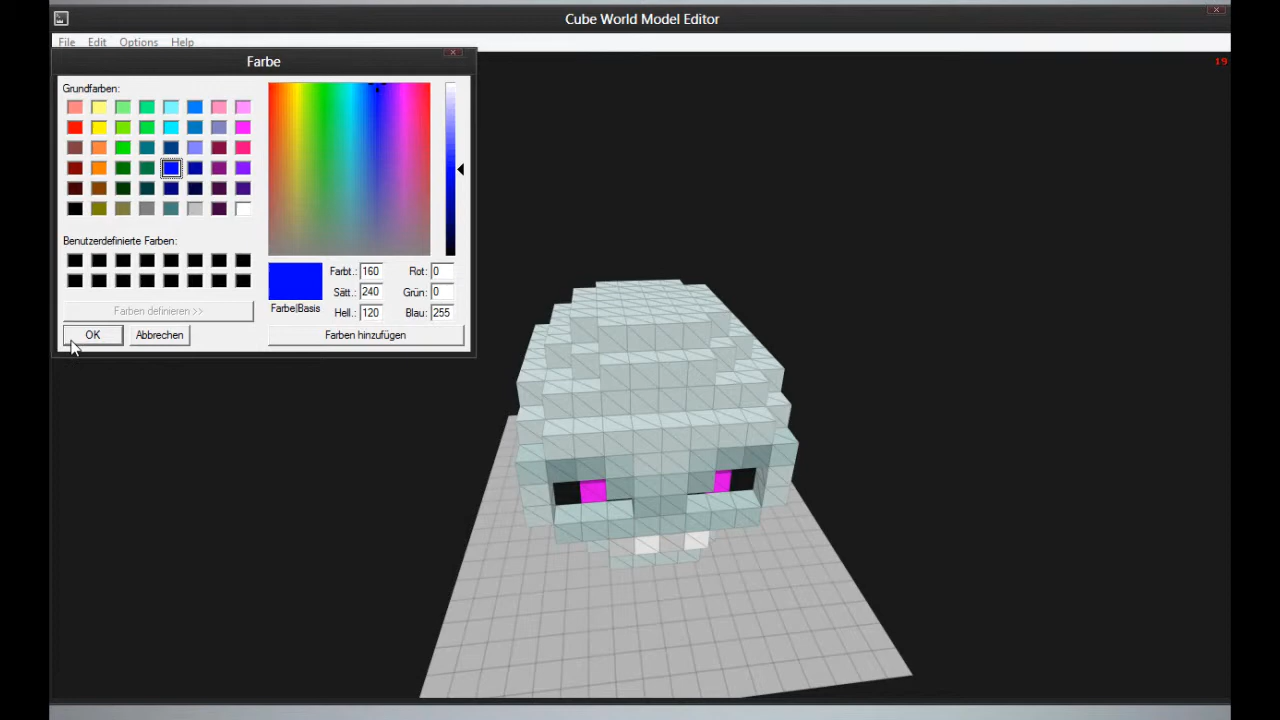 Cube World Model Editor
File Edit Options Help
19
Farbe
Grundfarben:
Benutzerdefinierte Farben:
Farben definieren >>
OK Abbrechen
Farbe|Basis
Farbt.: 160 Rot: 0
Sätt.: 240 Grün: 0
Hell.: 120 Blau: 255
Farben hinzufügen